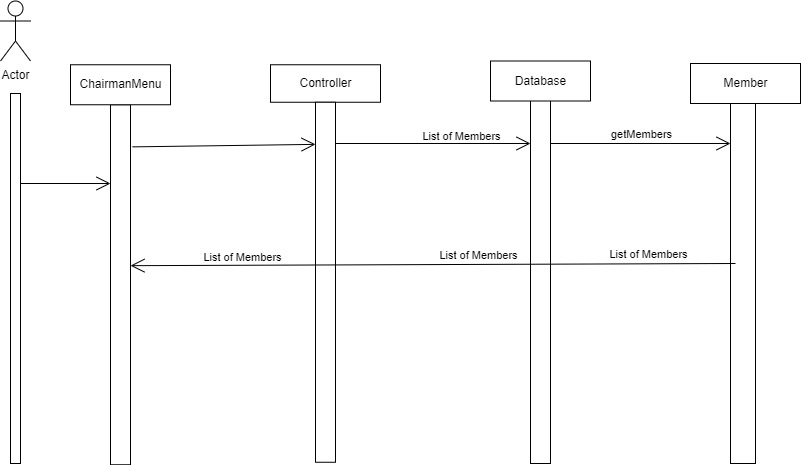 Actor
ChairmanMenu
Controller
Database
Member
List of Members
getMembers
List of Members
List of Members
List of Members